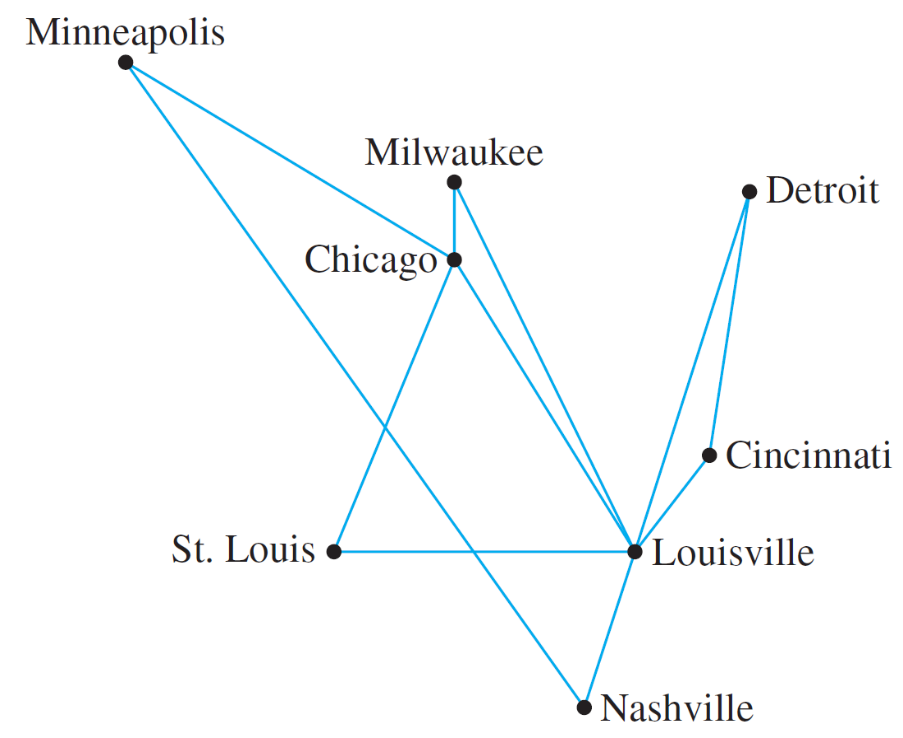 Minneapolis
Milwaukee
Detroit
Chicago
Cincinnati
St. Louis
Louisville
Nashville